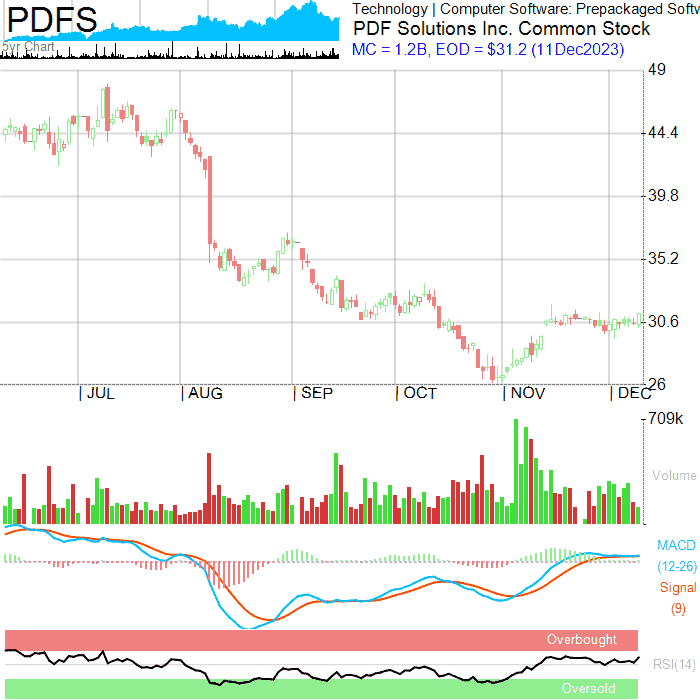 PDFS
5yr Chart
Technology | Computer Software: Prepackaged Softw
PDF Solutions Inc. Common Stock
MC = 1.2B, EOD = $31.2 (11Dec2023)
49
44.4
39.8
35.2
30.6
26
| JUL | AUG | SEP | OCT | NOV | DEC
709k
Volume
MACD
(12-26)
Signal
(9)
Overbought
RSI(14)
Oversold